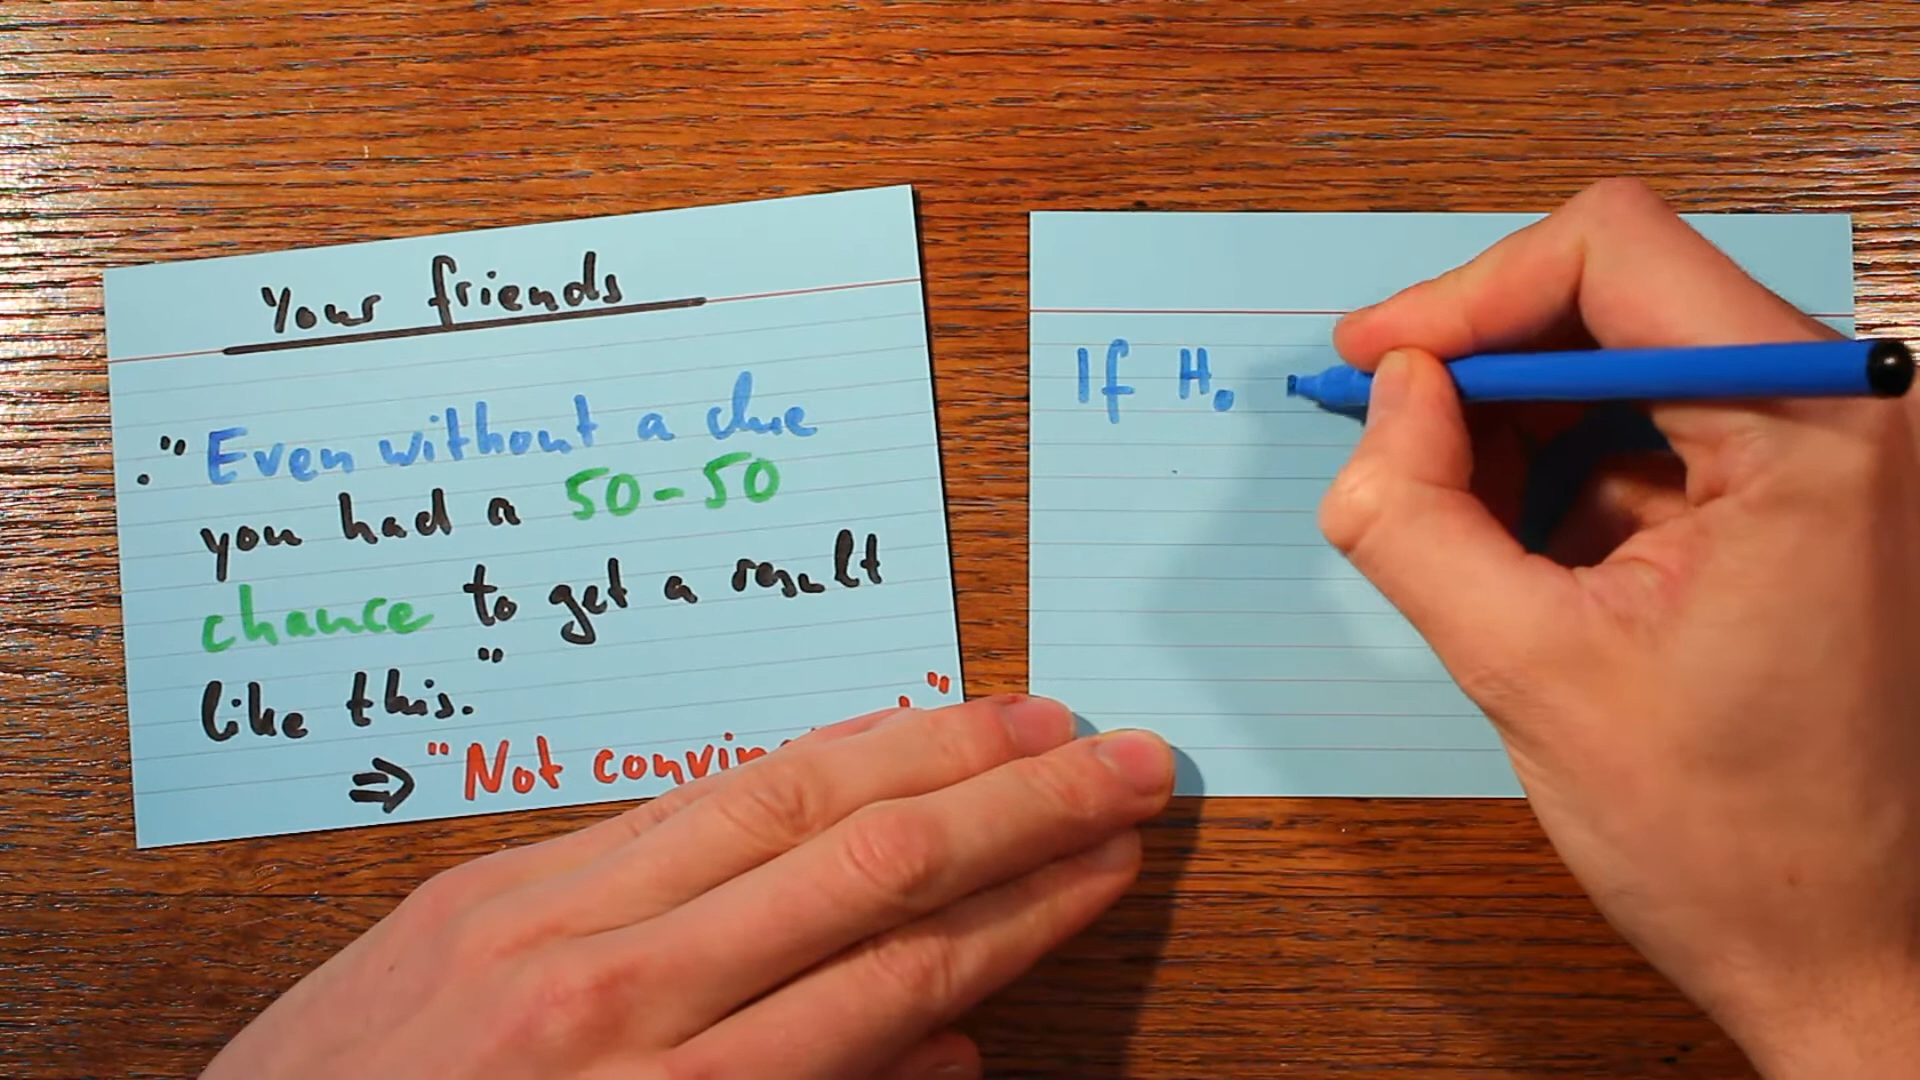 Your friends
"Even without a clue
you had a 50-50
chance to get a result
like this."
⇒ "Not
If H₀